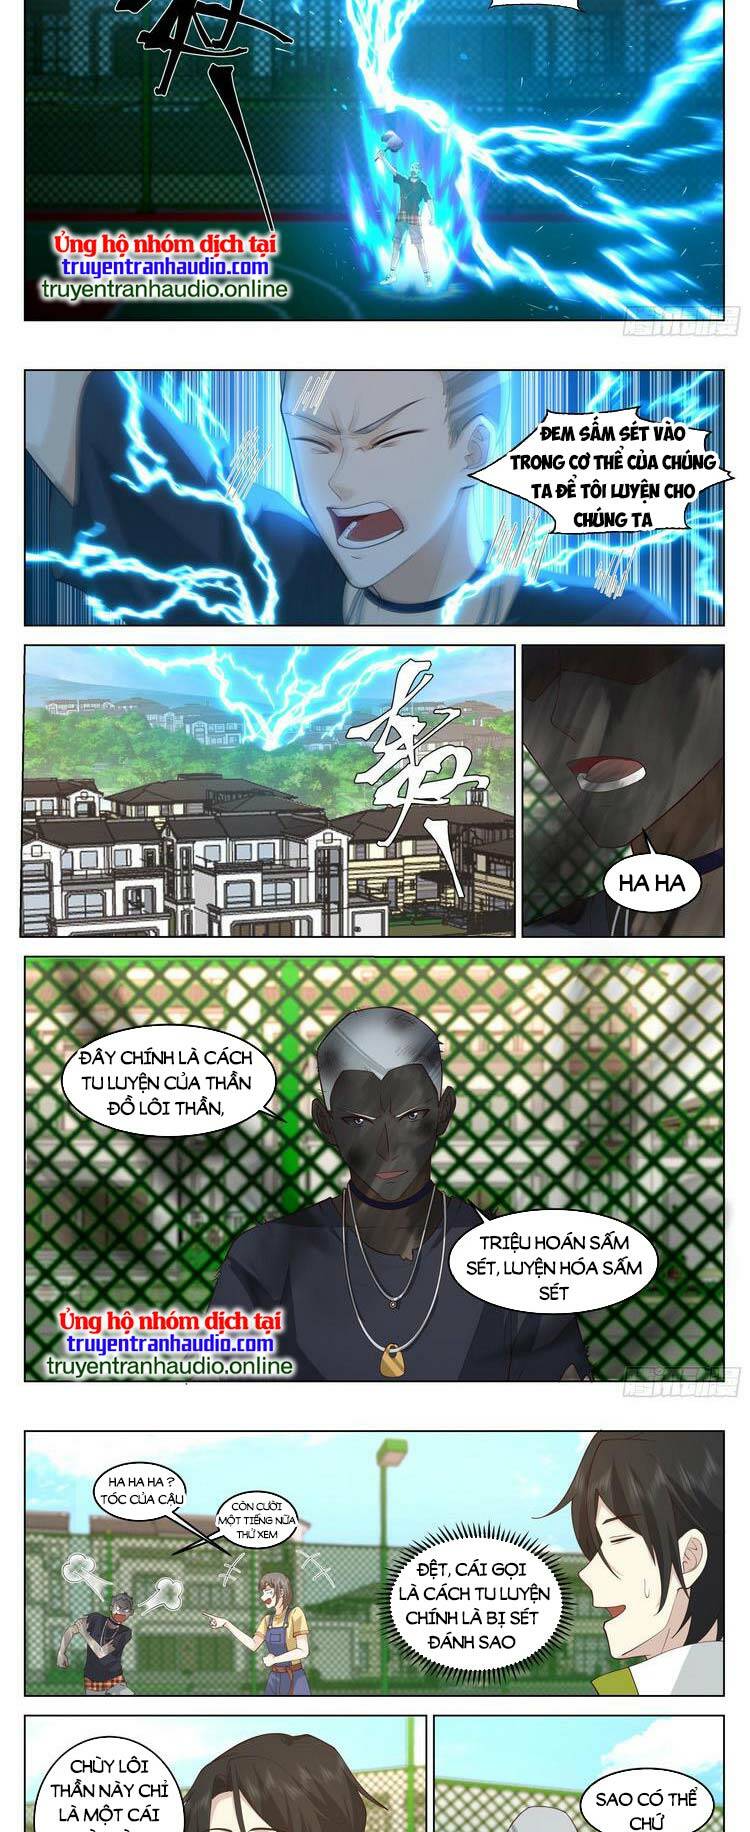 Ủng hộ nhóm dịch tại
truyentranhaudio.com
truyentranhaudio.online
ĐEM SẤM SÉT VÀO
TRONG CƠ THỂ CỦA CHÚNG
TA ĐỂ TÔI LUYỆN CHO
CHÚNG TA
HA HA
ĐÂY CHÍNH LÀ CÁCH
TU LUYỆN CỦA THẦN
ĐỒ LÔI THẦN,
TRIỆU HOÁN SẤM
SÉT, LUYỆN HÓA SẤM
SÉT
Ủng hộ nhóm dịch tại
truyentranhaudio.com
truyentranhaudio.online
HA HA HA ?
TÓC CỦA CẬU
CÒN CƯỜI
MỘT TIẾNG NỮA
THỬ XEM
ĐỆT, CÁI GỌI
LÀ CÁCH TU LUYỆN
CHÍNH LÀ BỊ SÉT
ĐÁNH SAO
CHÙY LÔI
THẦN NÀY CHỈ
LÀ MỘT CÁI
SAO CÓ THỂ
CHỨ